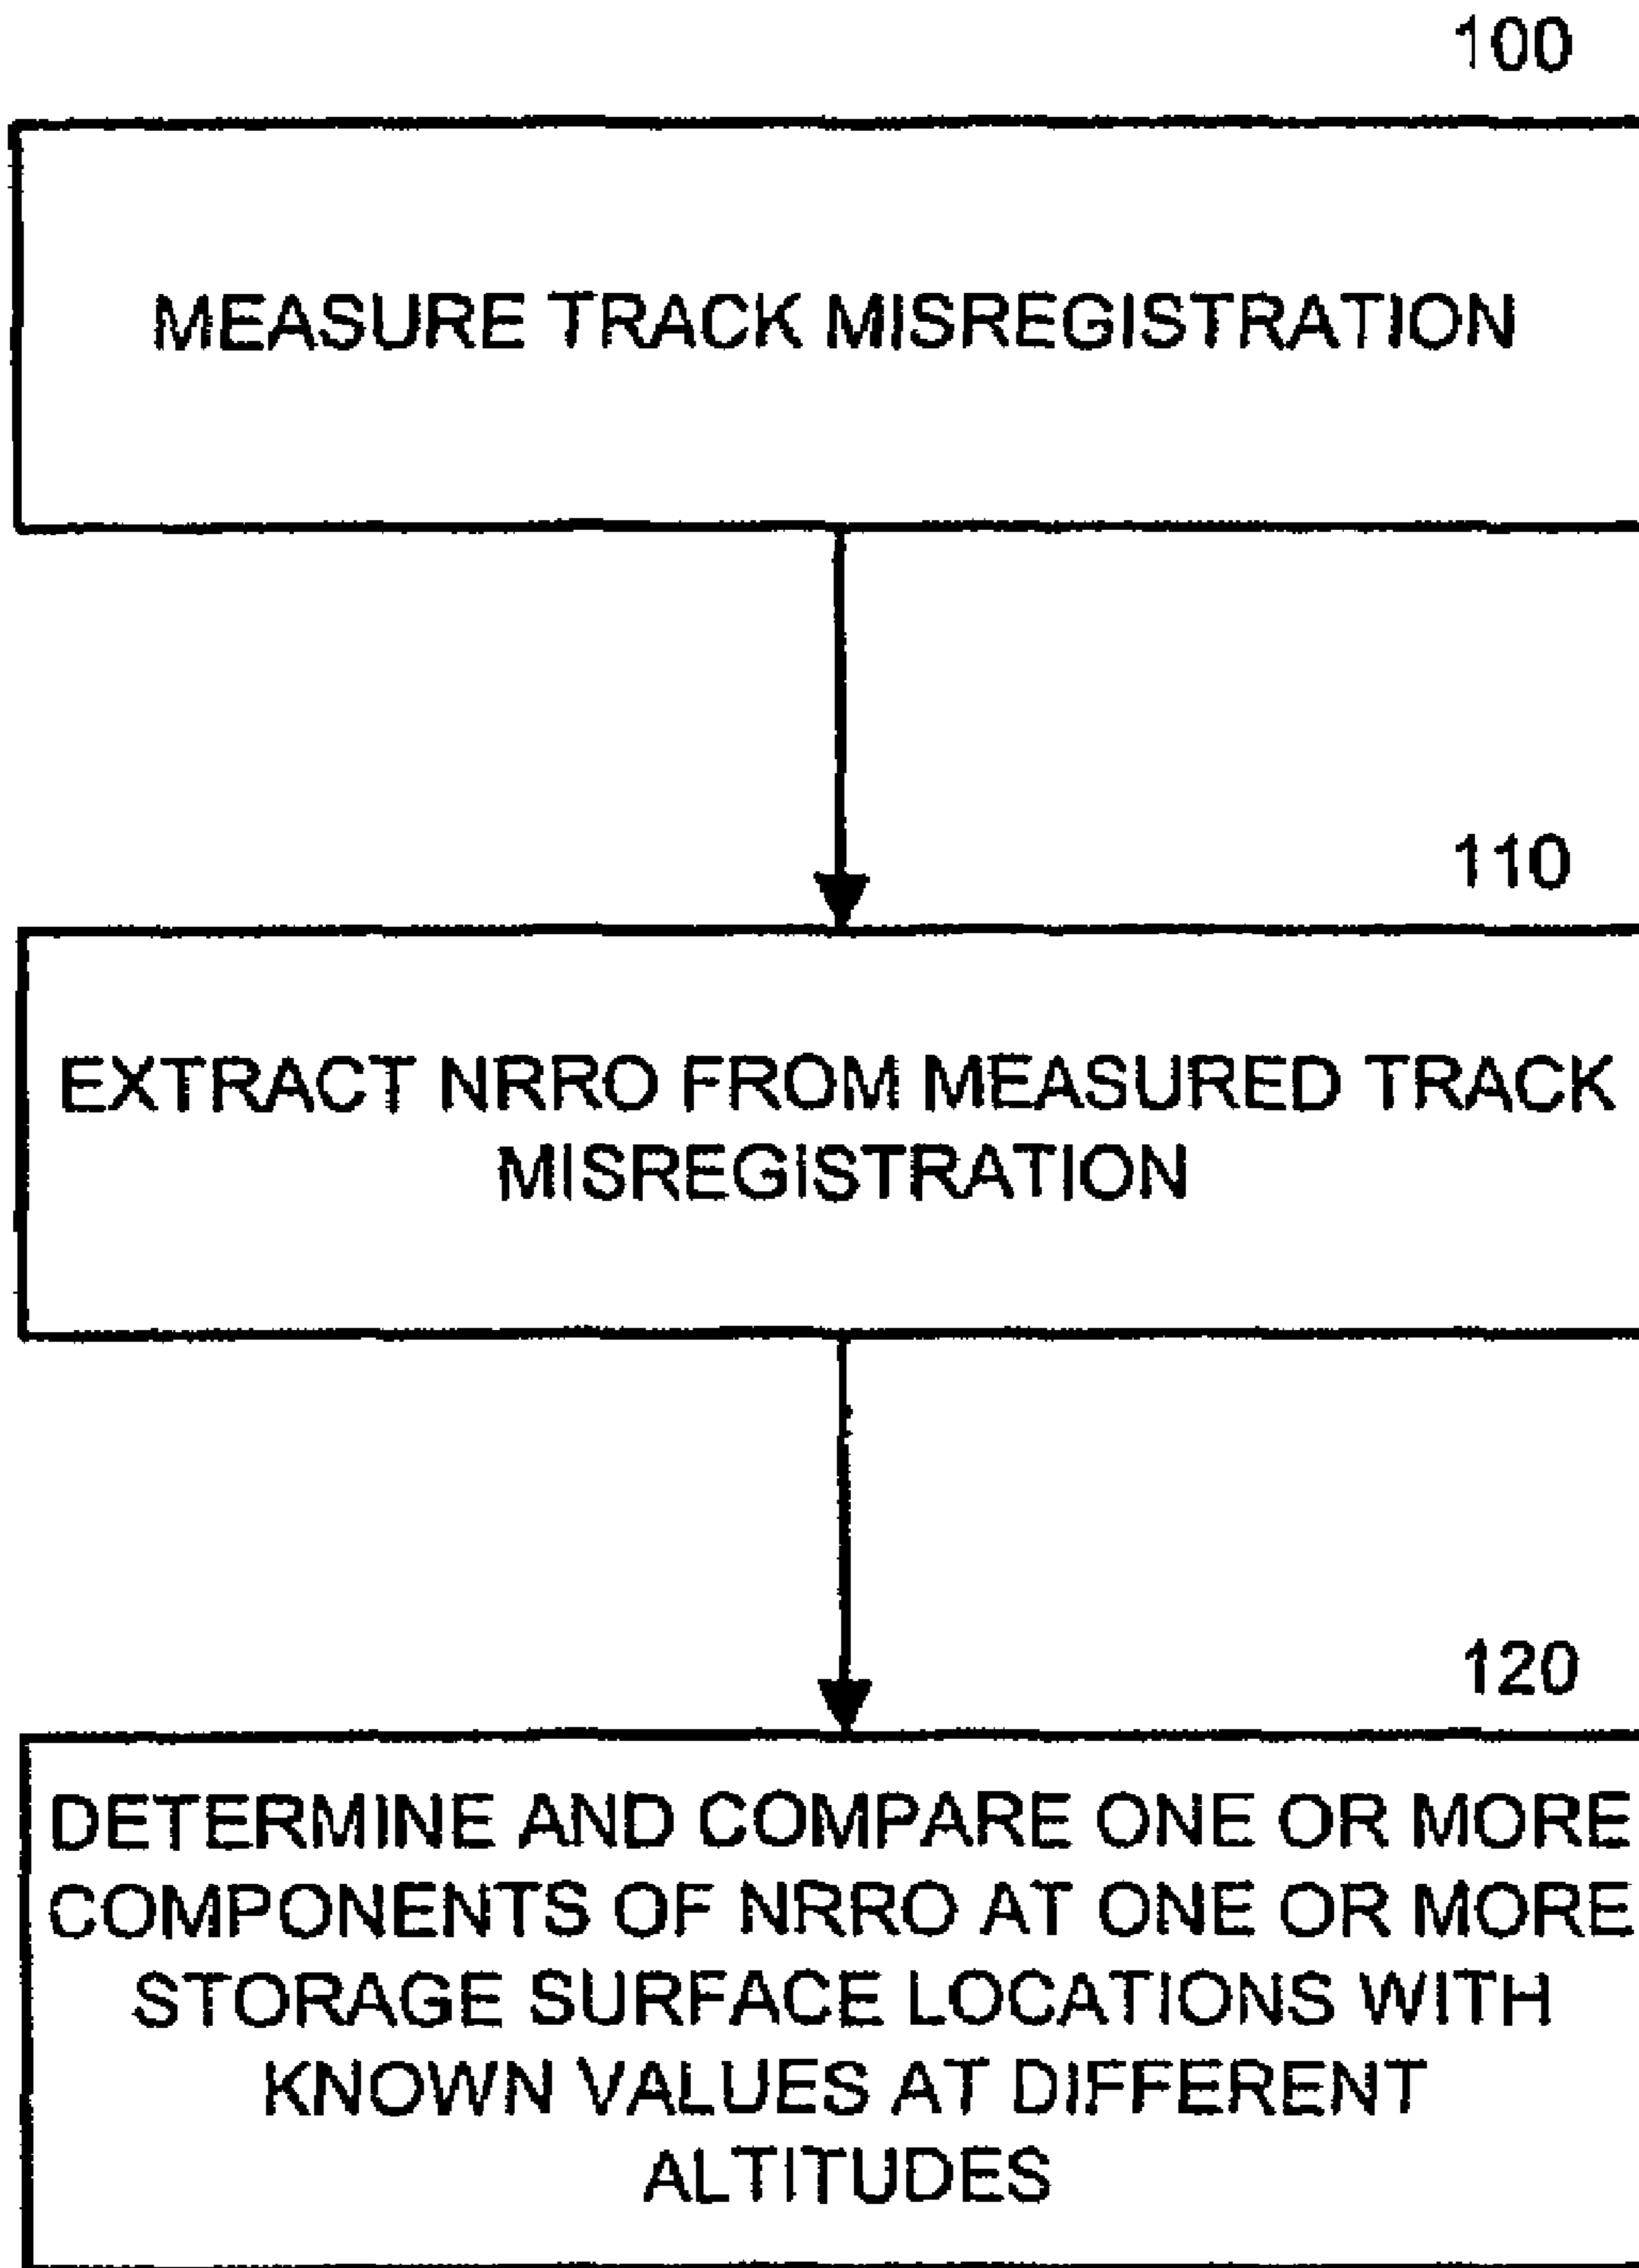 100
MEASURE TRACK MISREGISTRATION
110
EXTRACT NRRO FROM MEASURED TRACK
MISREGISTRATION
120
DETERMINE AND COMPARE ONE OR MORE
COMPONENTS OF NRRO AT ONE OR MORE
STORAGE SURFACE LOCATIONS WITH
KNOWN VALUES AT DIFFERENT
ALTITUDES